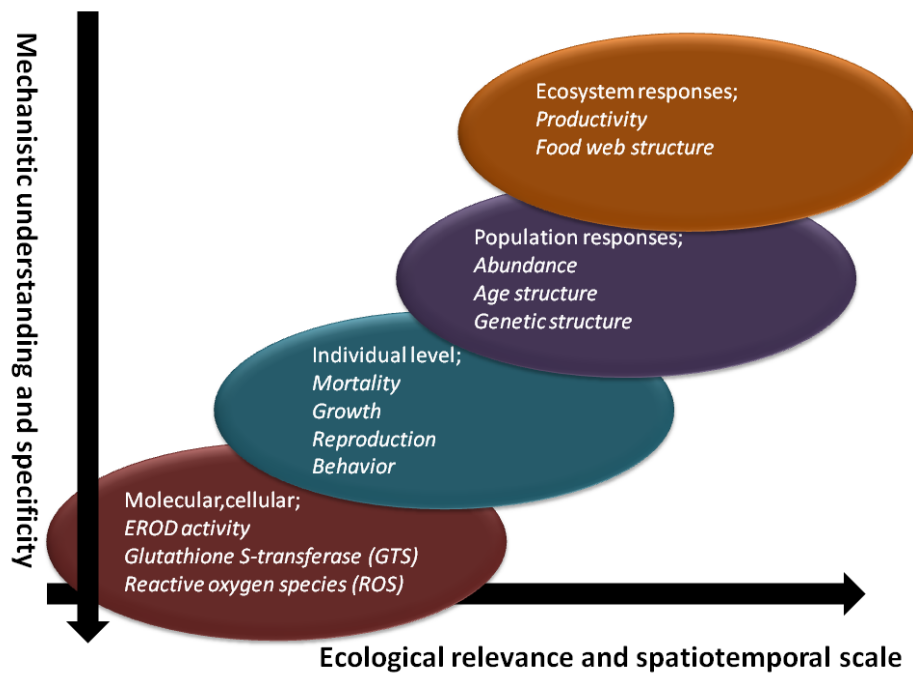 Mechanistic understanding and specificity
Ecosystem responses;
Productivity
Food web structure
Population responses;
Abundance
Age structure
Genetic structure
Individual level;
Mortality
Growth
Reproduction
Behavior
Molecular,cellular;
EROD activity
Glutathione S-transferase (GTS)
Reactive oxygen species (ROS)
Ecological relevance and spatiotemporal scale